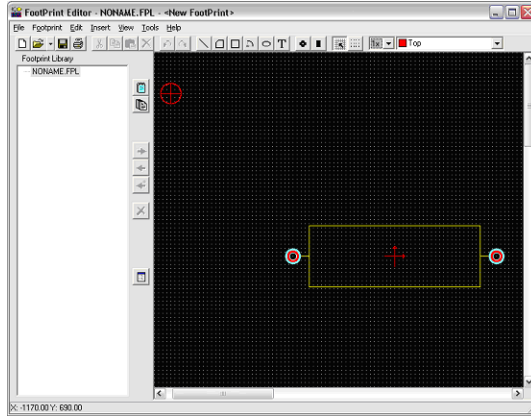 FootPrint Editor - NONAME.FPL - <New FootPrint>
File Footprint Edit Insert View Tools Help
T 1x Top
Footprint Library
NONAME.FPL
X: -1170.00 Y: 690.00